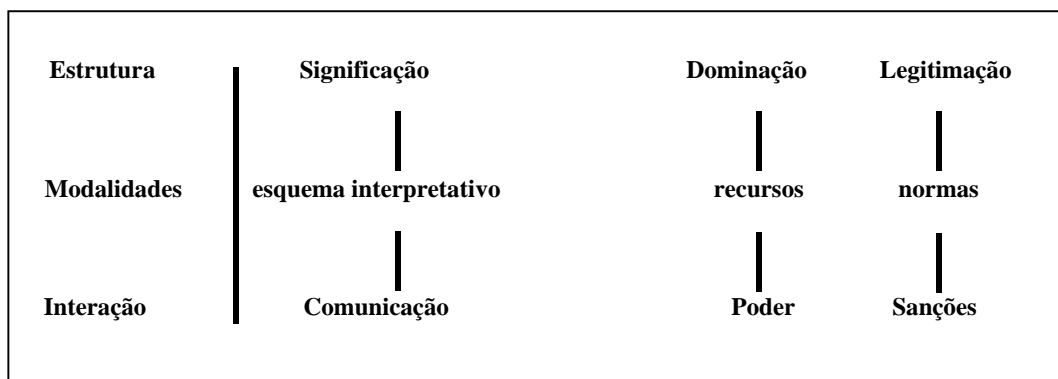 Estrutura Significação Dominação Legitimação
Modalidades esquema interpretativo recursos normas
Interação Comunicação Poder Sanções